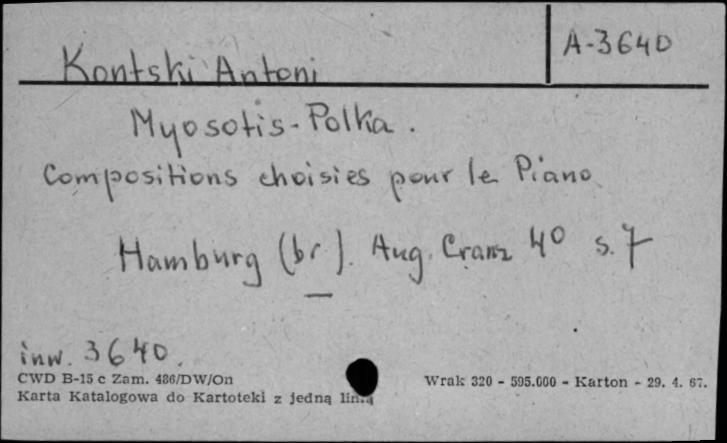 Kontski Antoni
A-3640
Myosotis-Polka.
Compositions choisies pour le Piano
Hamburg (br). Aug. Cranz 4° s. 7
inw. 3640.
CWD B-15 c Zam. 486/DW/On
Wrak 320 - 595.000 - Karton - 29. 4. 67.
Karta Katalogowa do Kartoteki z jedną linią